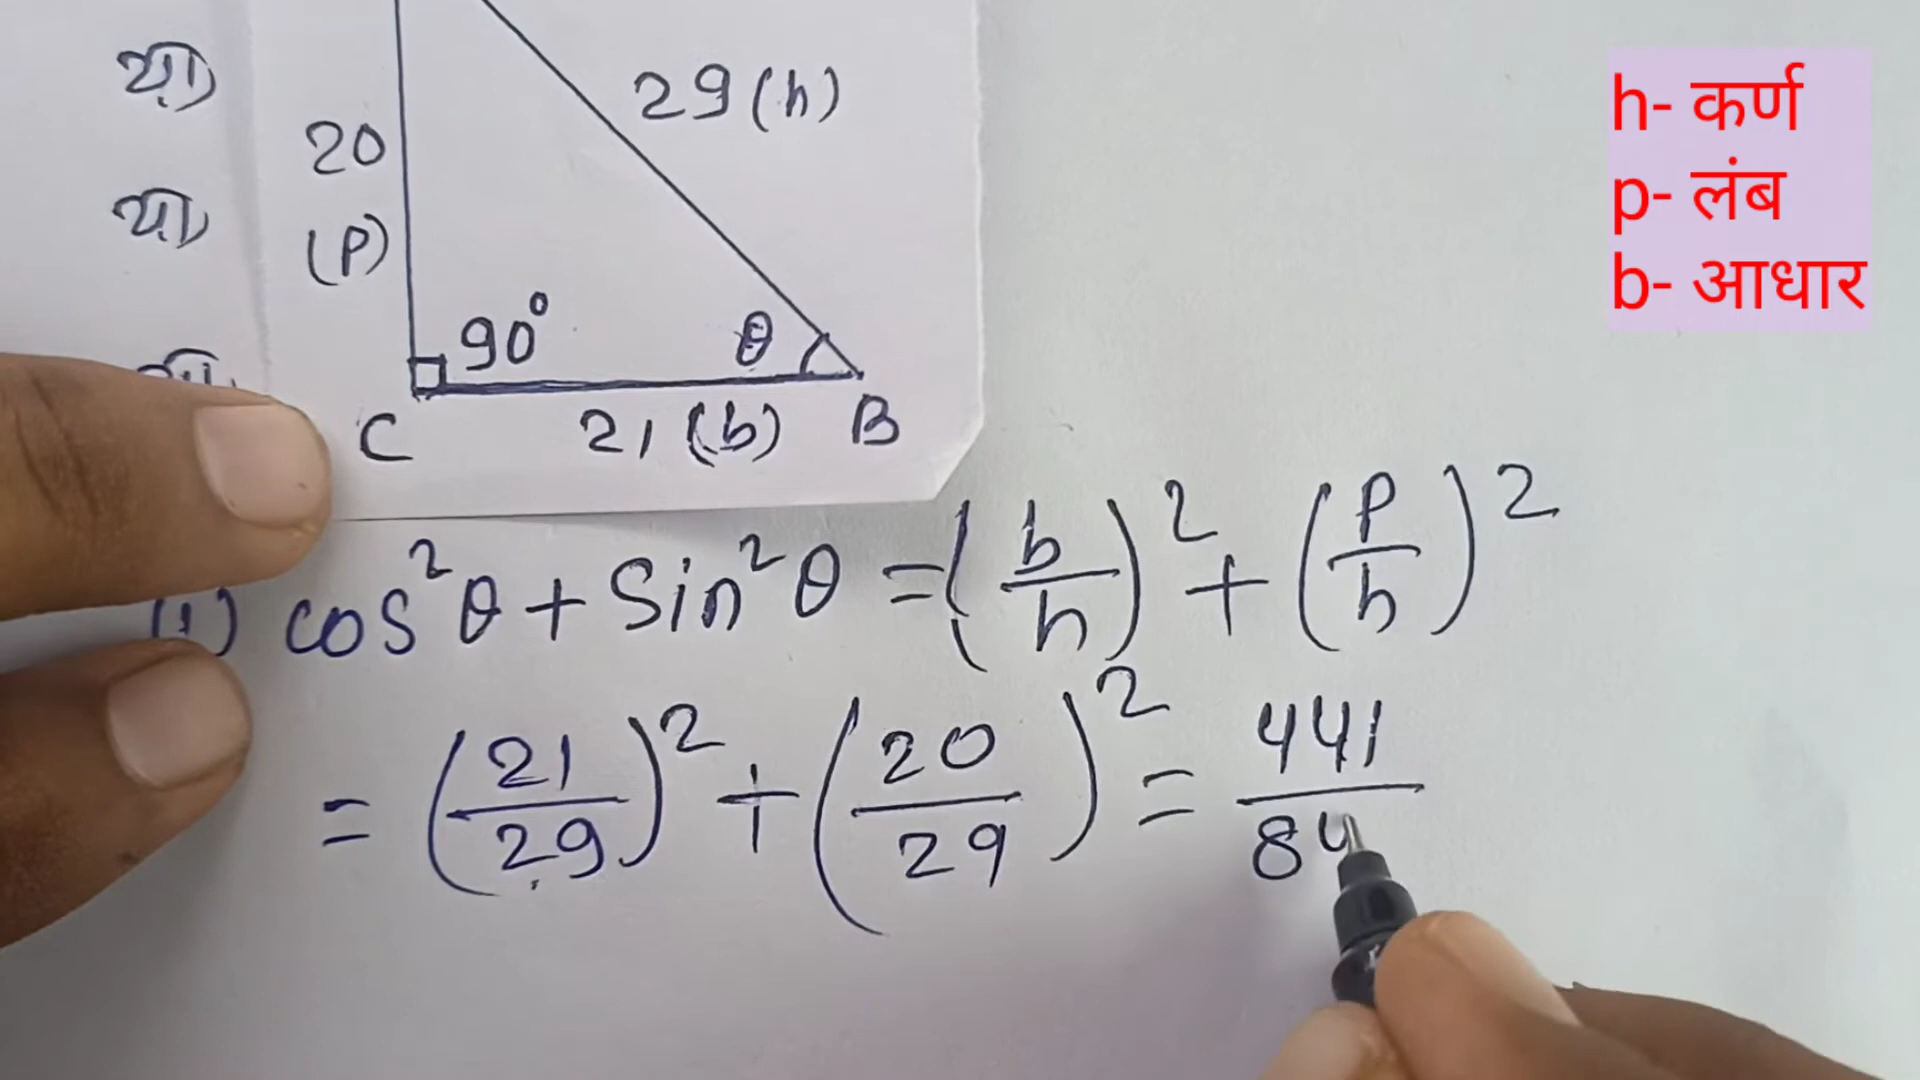 या
20
29 (h)
h- कर्ण
p- लंब
b- आधार
या
(P)
90°
θ
C
21 (b)
B
(i) cos²θ + Sin²θ = (b/h)² + (p/h)²
= (21/29)² + (20/29)² = 441/84